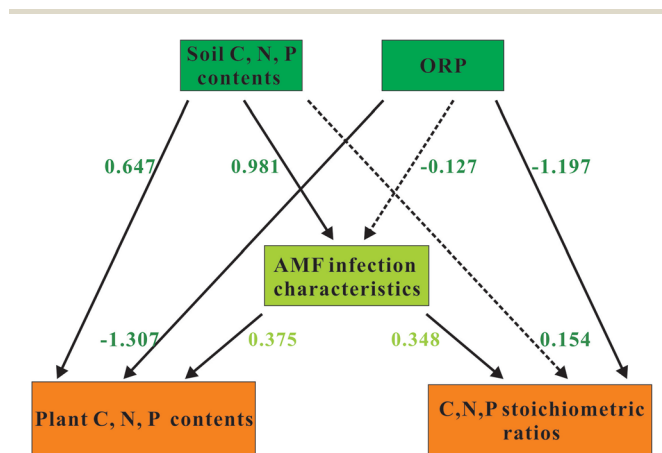 Soil C, N, P
contents
ORP
0.647
0.981
-0.127
-1.197
AMF infection
characteristics
-1.307
0.375
0.348
0.154
Plant C, N, P contents
C,N,P stoichiometric
ratios